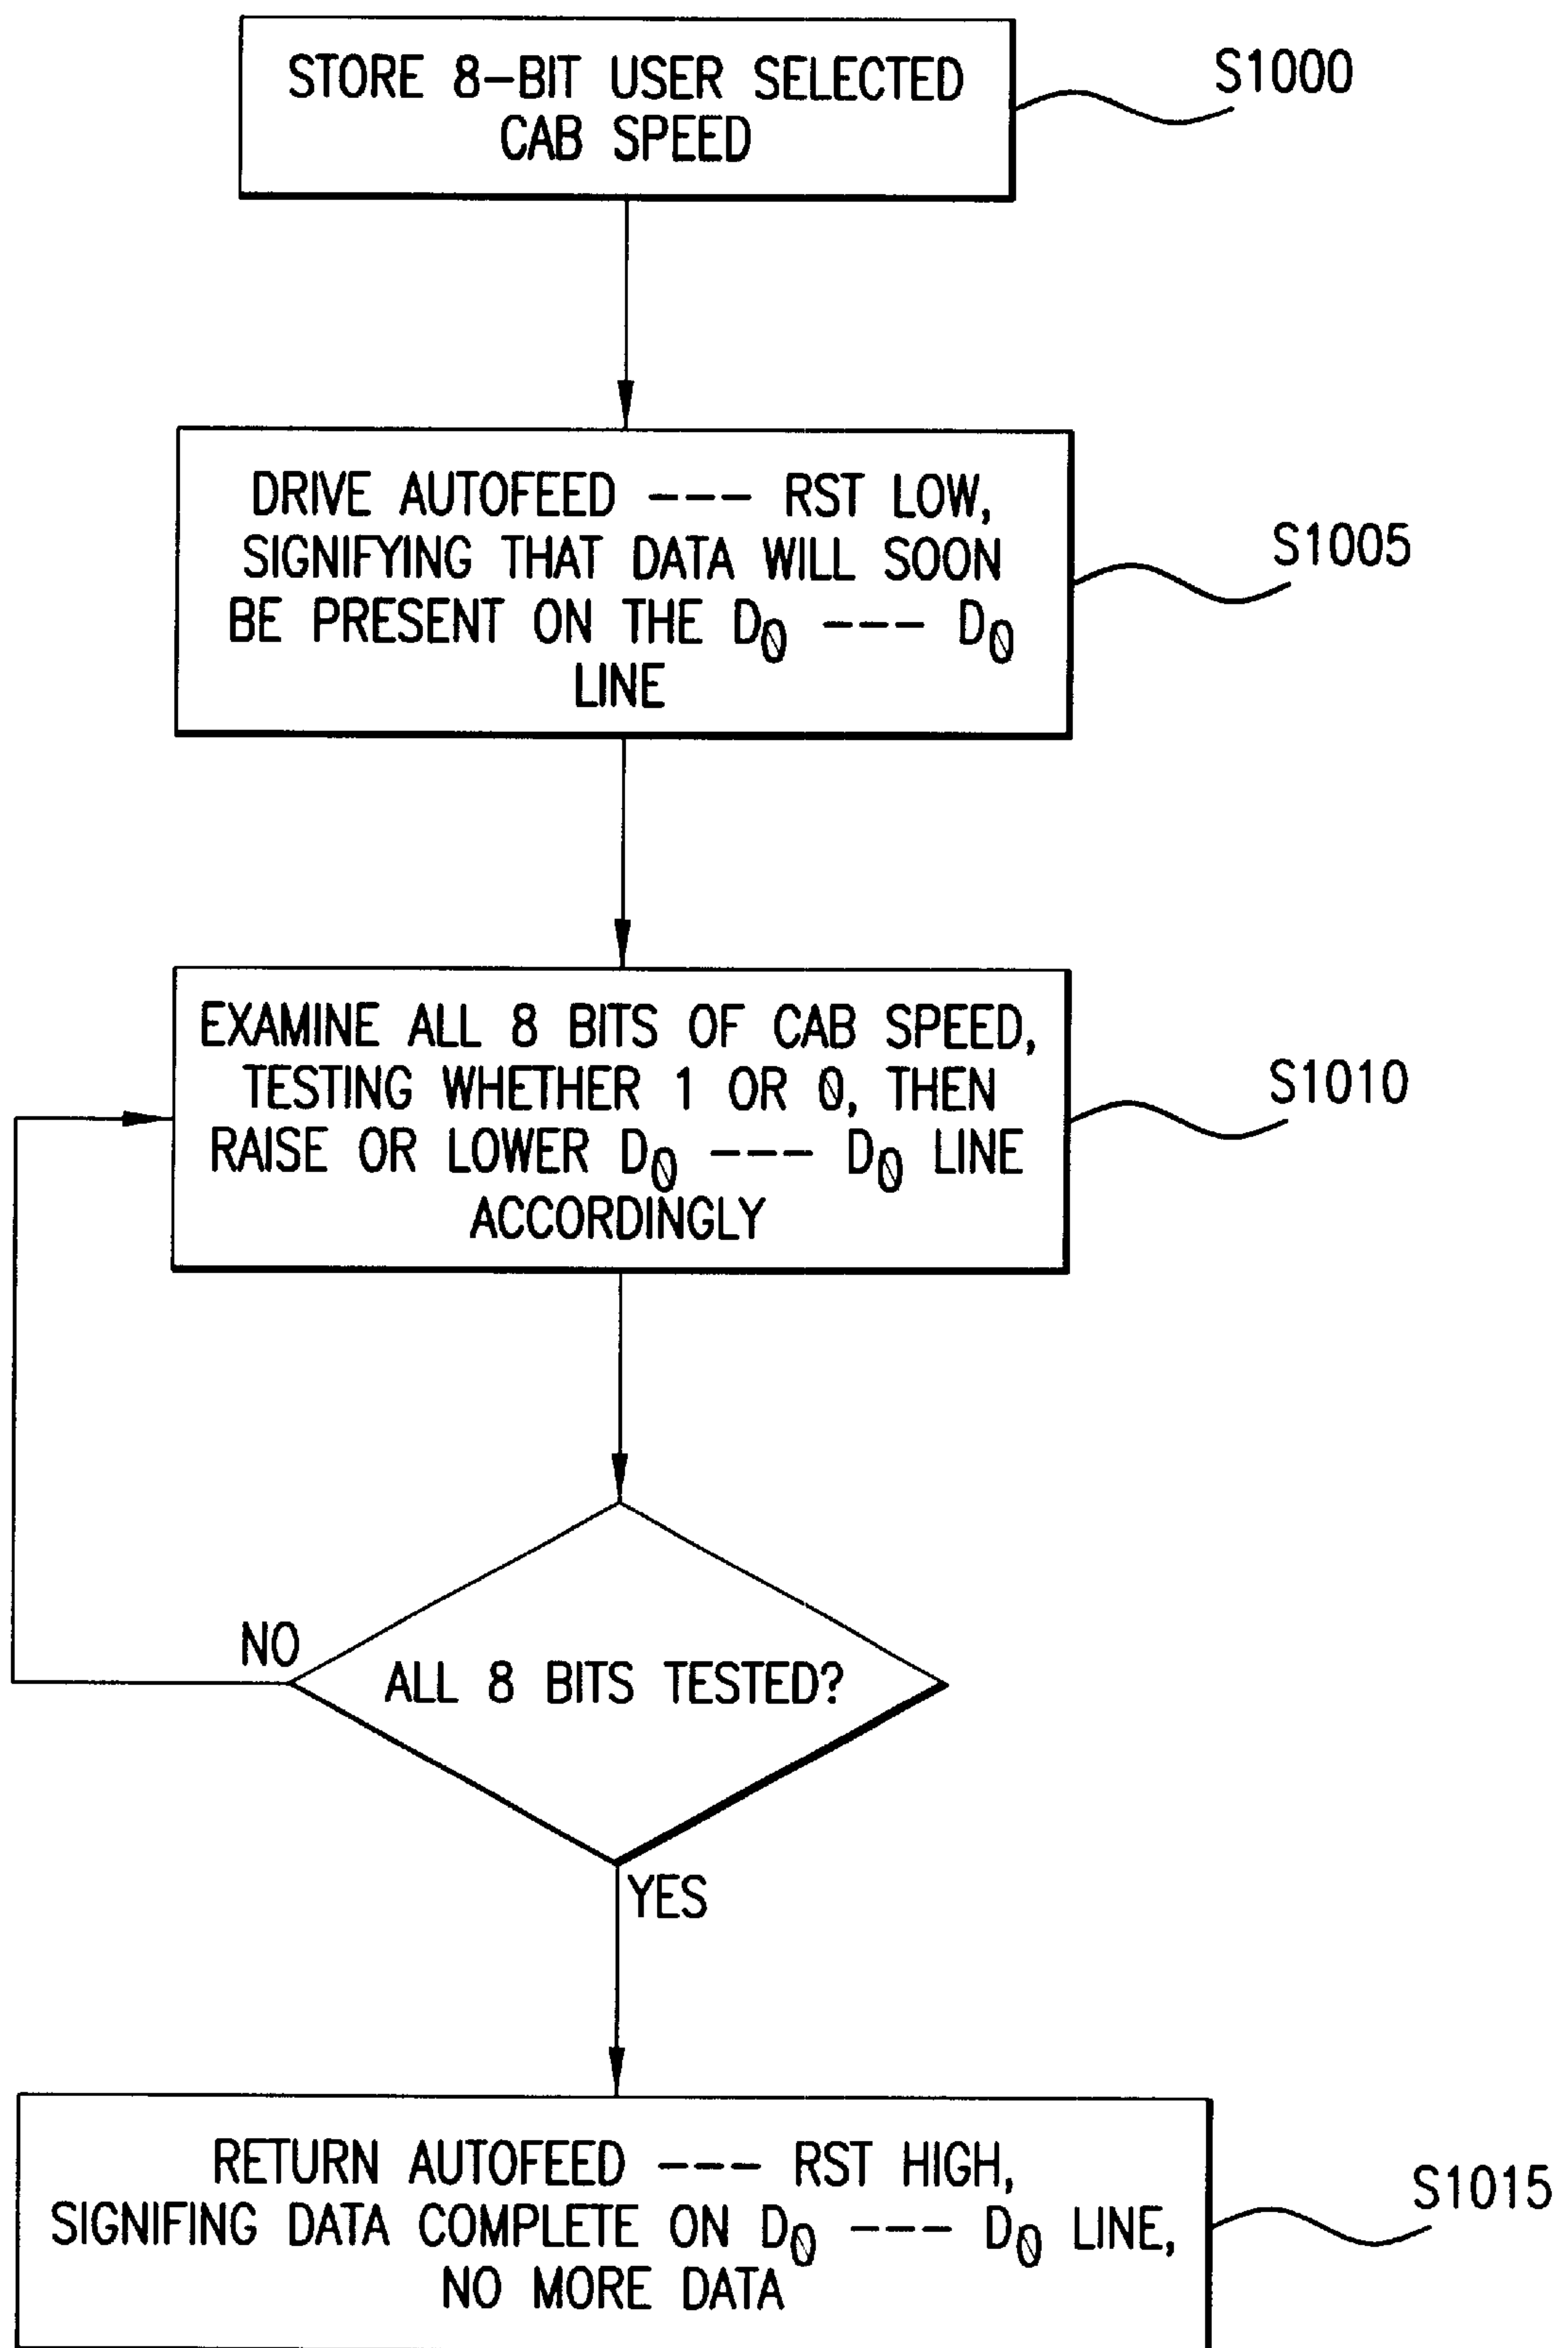 STORE 8-BIT USER SELECTED
CAB SPEED
S1000
DRIVE AUTOFEED --- RST LOW,
SIGNIFYING THAT DATA WILL SOON
BE PRESENT ON THE D0 --- D0
LINE
S1005
EXAMINE ALL 8 BITS OF CAB SPEED,
TESTING WHETHER 1 OR 0, THEN
RAISE OR LOWER D0 --- D0 LINE
ACCORDINGLY
S1010
NO
ALL 8 BITS TESTED?
YES
RETURN AUTOFEED --- RST HIGH,
SIGNIFING DATA COMPLETE ON D0 --- D0 LINE,
NO MORE DATA
S1015